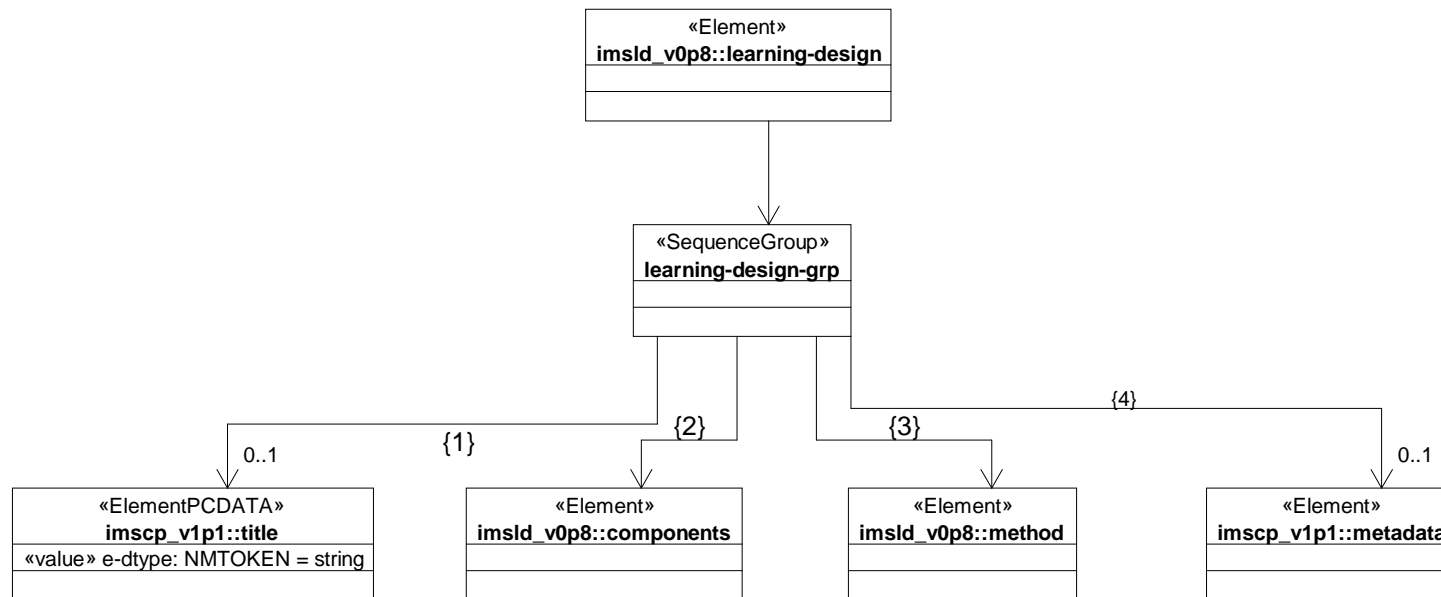 «Element»
imsld_v0p8::learning-design
«SequenceGroup»
learning-design-grp
{1}
{2}
{3}
{4}
0..1
0..1
«ElementPCDATA»
imscp_v1p1::title
«value» e-dtype: NMTOKEN = string
«Element»
imsld_v0p8::components
«Element»
imsld_v0p8::method
«Element»
imscp_v1p1::metadata